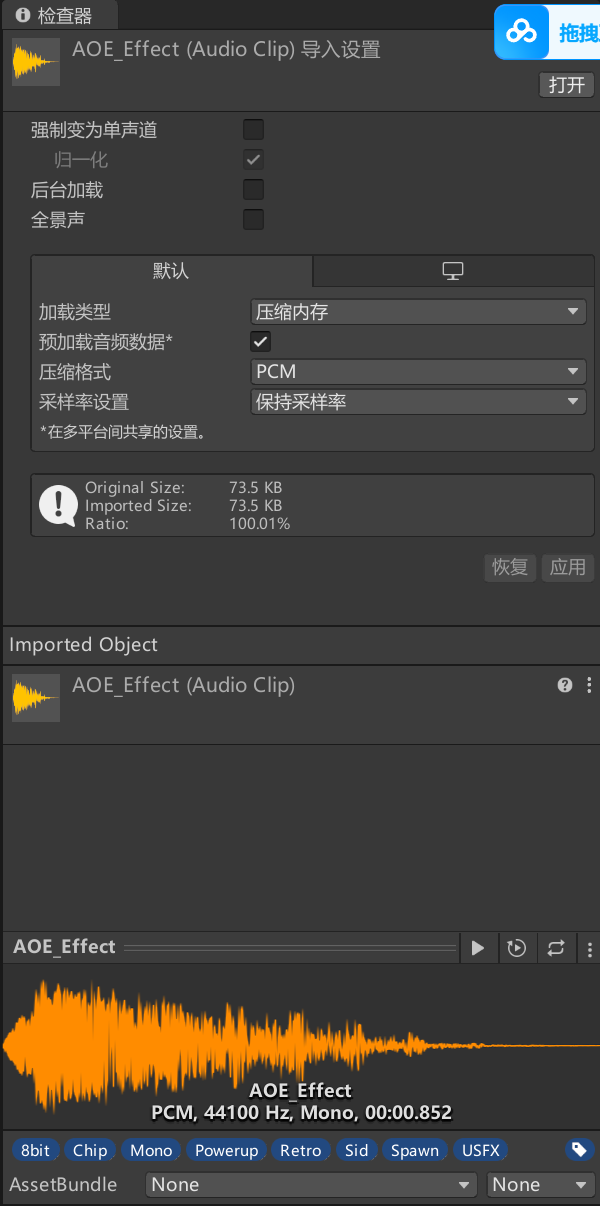 检查器
拖拽
AOE_Effect (Audio Clip) 导入设置
打开
强制变为单声道
归一化
后台加载
全景声
默认
加载类型 压缩内存
预加载音频数据*
压缩格式 PCM
采样率设置 保持采样率
*在多平台间共享的设置。
Original Size: 73.5 KB
Imported Size: 73.5 KB
Ratio: 100.01%
恢复 应用
Imported Object
AOE_Effect (Audio Clip)
AOE_Effect
AOE_Effect
PCM, 44100 Hz, Mono, 00:00.852
8bit Chip Mono Powerup Retro Sid Spawn USFX
AssetBundle None None